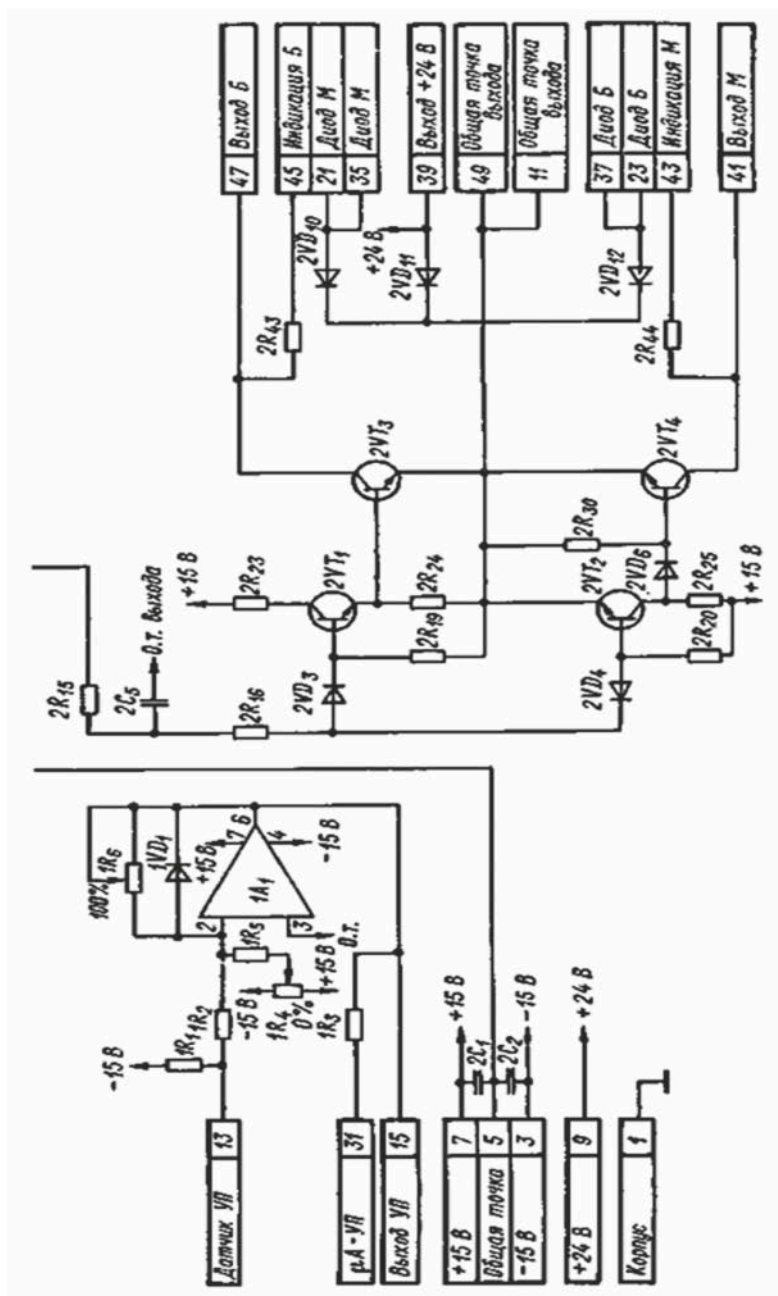 47 Выход Б
45 Индикация Б
21 Диод М
35 Диод М
39 Выход +24 В
49 Общая точка выхода
11 Общая точка выхода
37 Диод Б
23 Диод Б
43 Индикация М
41 Выход М
2VD10
+24 В
2VD11
2VD12
2R43
2R44
2VT3
2VT4
2R30
+15 В
2R23
2VT1
2R24
2R19
2VT2
2VD6
2R25
2R20
+15 В
2VD3
2VD4
О.Т. Выхода
2R15
2C5
2R16
100%
1R6
1VD1
+15 В
7
6
4
-15 В
1A1
2
3
О.Т.
1R5
-15 В
1R4
0%
+15 В
1R3
-15 В
1R1
1R2
+15 В
2C1
2C2
-15 В
+24 В
Датчик УП 13
μА-УП 31
Выход УП 15
+15 В 7
Общая точка 5
-15 В 3
+24 В 9
Корпус 1